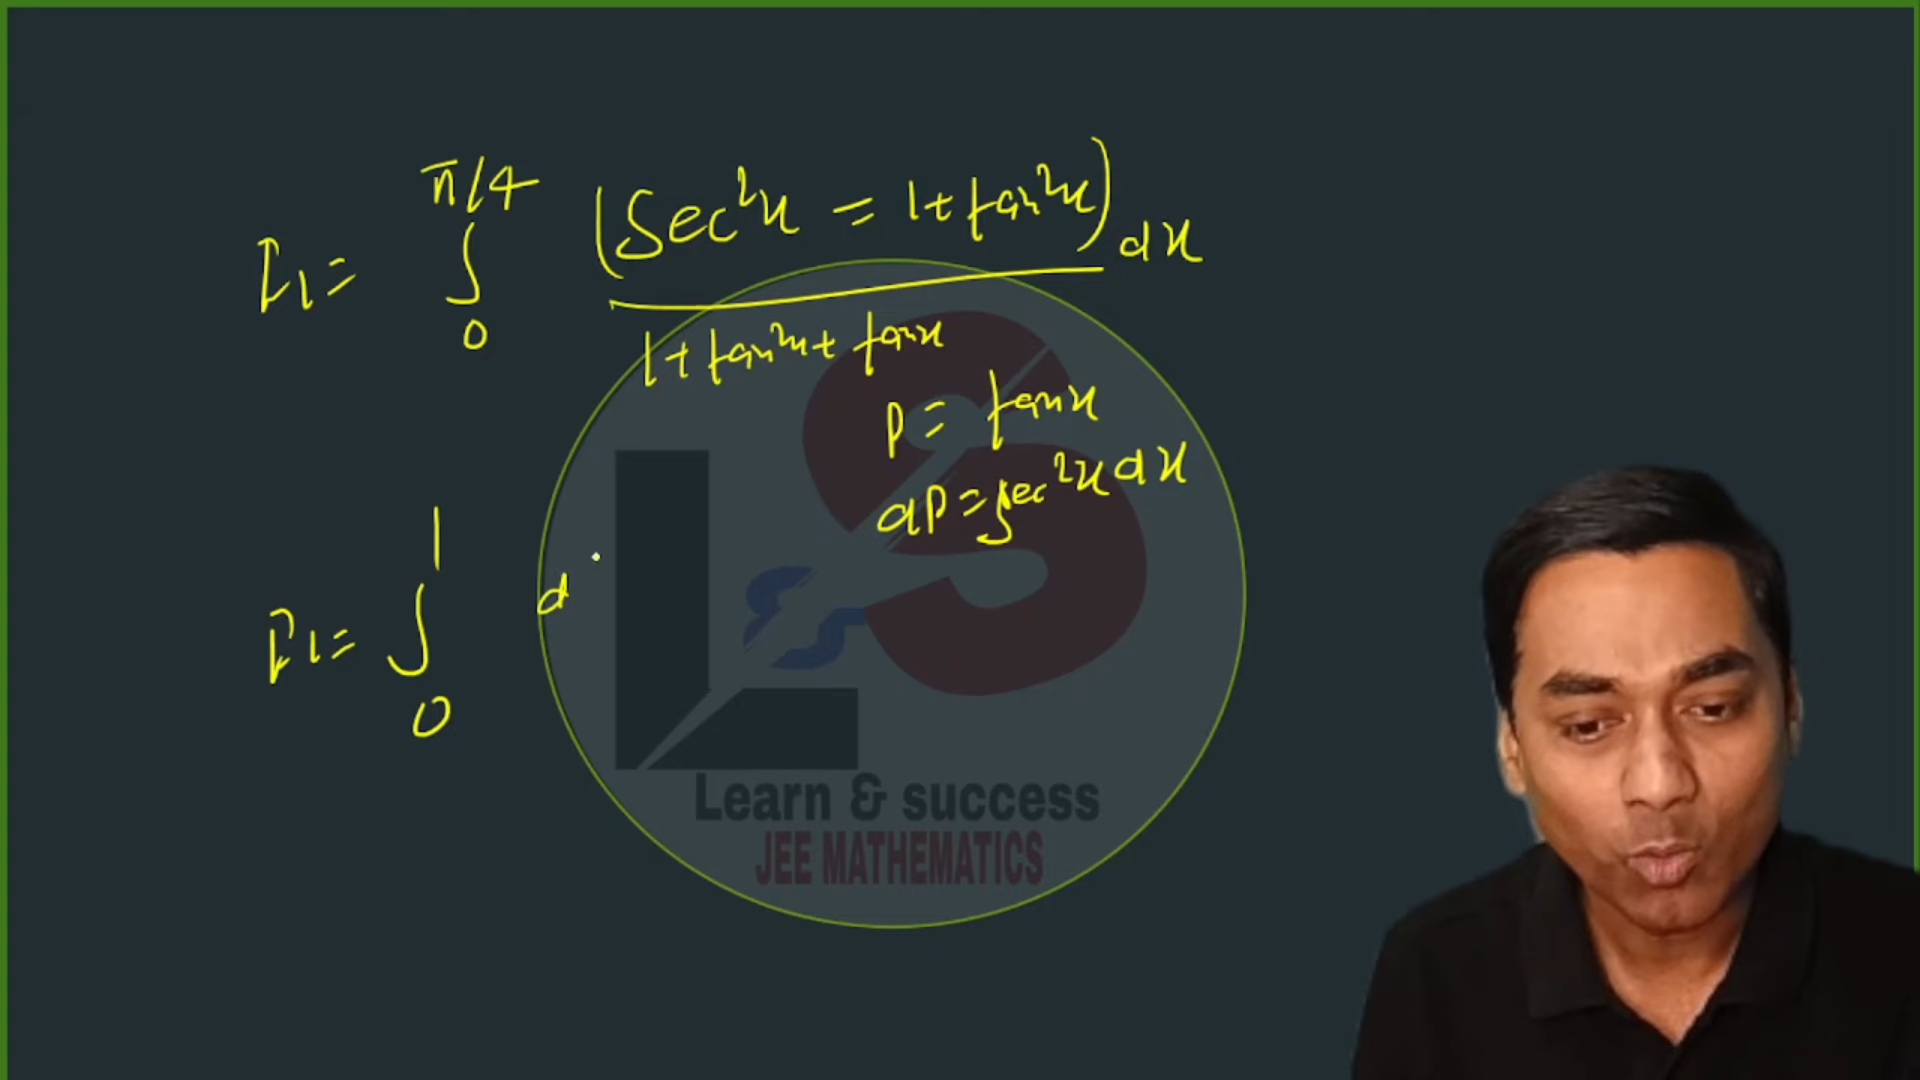 π/4
I1 = ∫ (Sec²x = 1+tan²x) dx
0
1+tan²x+tanx
P = tanx
dP = sec²x dx
1
I1 = ∫ d
0
Learn & success
JEE MATHEMATICS